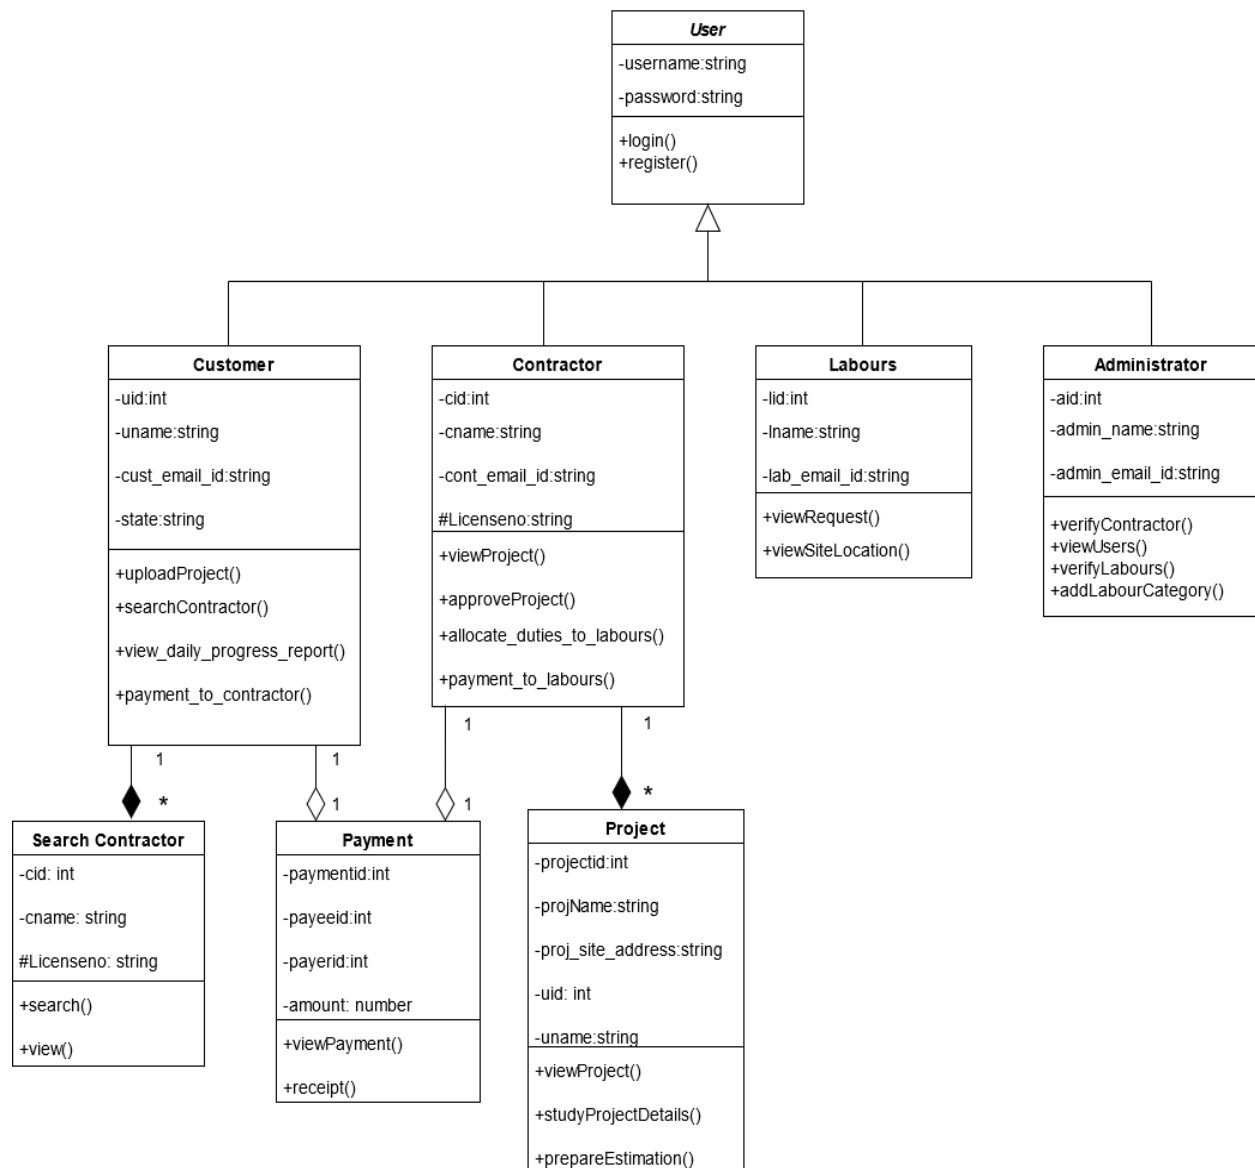 User
-username:string
-password:string
+login()
+register()
Customer
-uid:int
-uname:string
-cust_email_id:string
-state:string
+uploadProject()
+searchContractor()
+view_daily_progress_report()
+payment_to_contractor()
Contractor
-cid:int
-cname:string
-cont_email_id:string
#Licenseno:string
+viewProject()
+approveProject()
+allocate_duties_to_labours()
+payment_to_labours()
Labours
-lid:int
-lname:string
-lab_email_id:string
+viewRequest()
+viewSiteLocation()
Administrator
-aid:int
-admin_name:string
-admin_email_id:string
+verifyContractor()
+viewUsers()
+verifyLabours()
+addLabourCategory()
1
*
1
1
1
1
1
*
Search Contractor
-cid: int
-cname: string
#Licenseno: string
+search()
+view()
Payment
-paymentid:int
-payeeid:int
-payerid:int
-amount: number
+viewPayment()
+receipt()
Project
-projectid:int
-projName:string
-proj_site_address:string
-uid: int
-uname:string
+viewProject()
+studyProjectDetails()
+prepareEstimation()